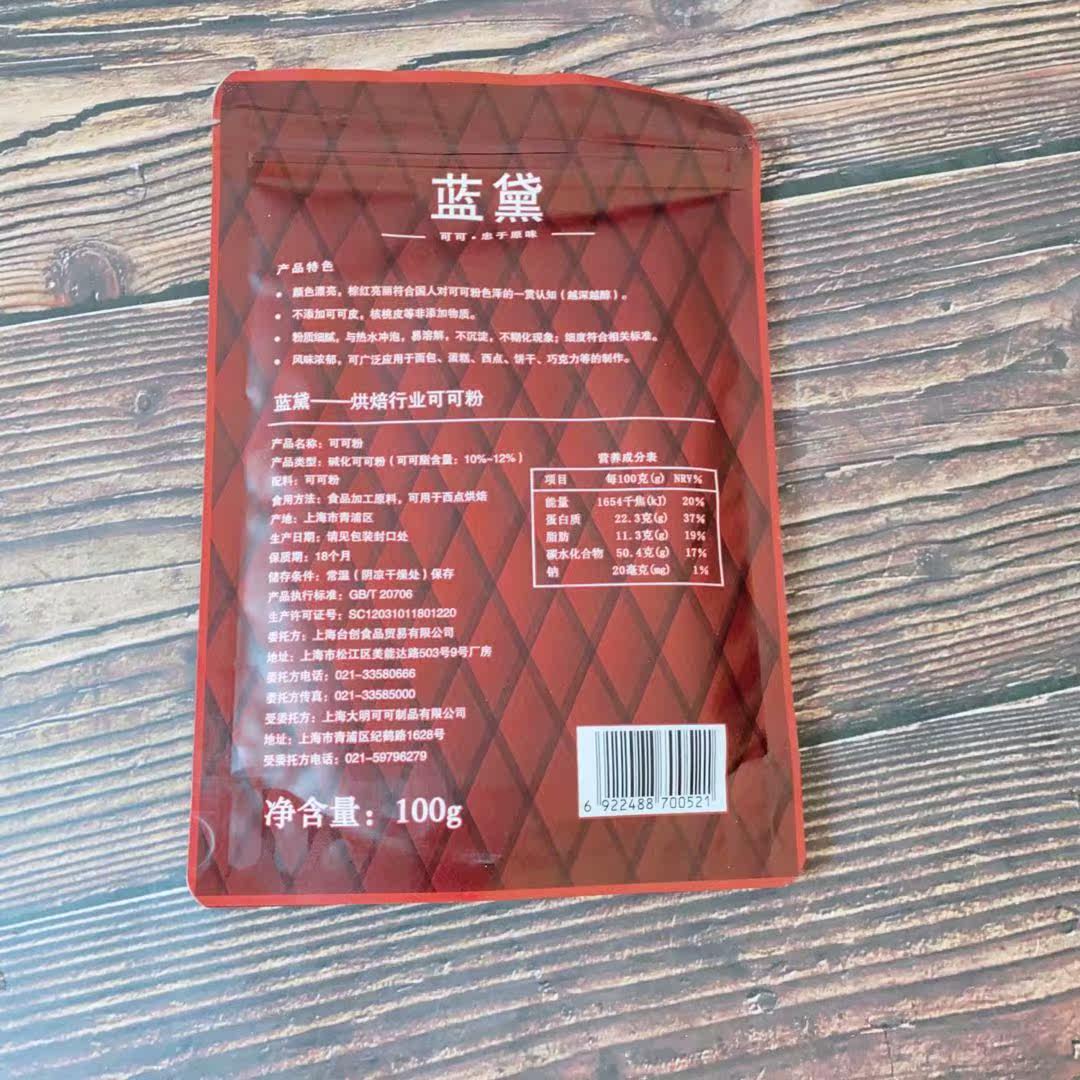 蓝黛
可可·忠于原味
产品特色
• 颜色漂亮，棕红亮丽符合国人对可可粉色泽的一贯认知（越深越醇）。
• 不添加可可皮，核桃皮等非添加物质。
• 粉质细腻，与热水冲泡，易溶解，不沉淀，不糊化现象；细度符合相关标准。
• 风味浓郁，可广泛应用于面包、蛋糕、西点、饼干、巧克力等的制作。
蓝黛——烘焙行业可可粉
产品名称：可可粉
产品类型：碱化可可粉（可可脂含量：10%~12%）
配料：可可粉
食用方法：食品加工原料，可用于西点烘焙
产地：上海市青浦区
生产日期：请见包装封口处
保质期：18个月
储存条件：常温（阴凉干燥处）保存
产品执行标准：GB/T 20706
生产许可证号：SC12031011801220
委托方：上海台创食品贸易有限公司
地址：上海市松江区美能达路503号9号厂房
委托方电话：021-33580666
委托方传真：021-33585000
受委托方：上海大明可可制品有限公司
地址：上海市青浦区纪鹤路1628号
受委托方电话：021-59796279
净含量：100g
营养成分表
项目 每100克(g) NRV%
能量 1654千焦(kJ) 20%
蛋白质 22.3克(g) 37%
脂肪 11.3克(g) 19%
碳水化合物 50.4克(g) 17%
钠 20毫克(mg) 1%
6 922488 700521